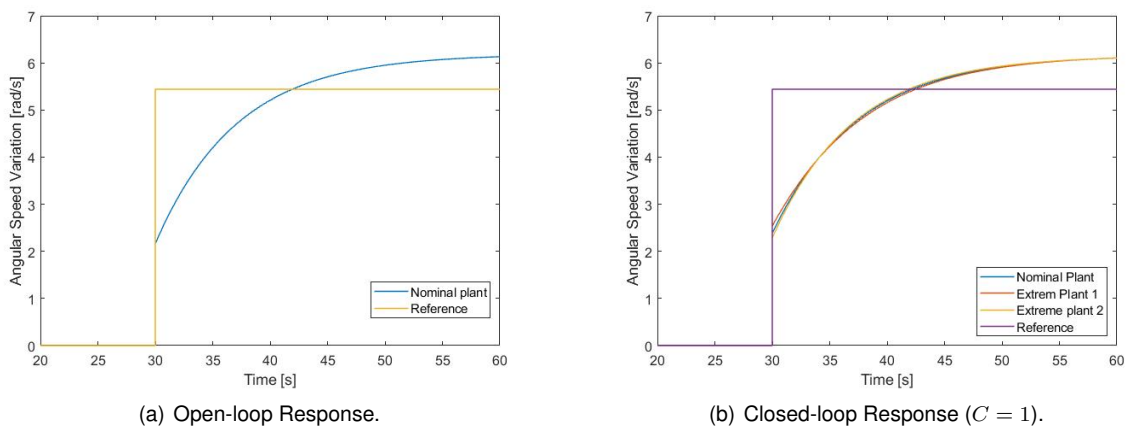 7
6
5
4
3
2
1
0
Angular Speed Variation [rad/s]
Nominal plant
Reference
20 25 30 35 40 45 50 55 60
Time [s]
(a) Open-loop Response.
7
6
5
4
3
2
1
0
Angular Speed Variation [rad/s]
Nominal Plant
Extrem Plant 1
Extreme plant 2
Reference
20 25 30 35 40 45 50 55 60
Time [s]
(b) Closed-loop Response (C = 1).